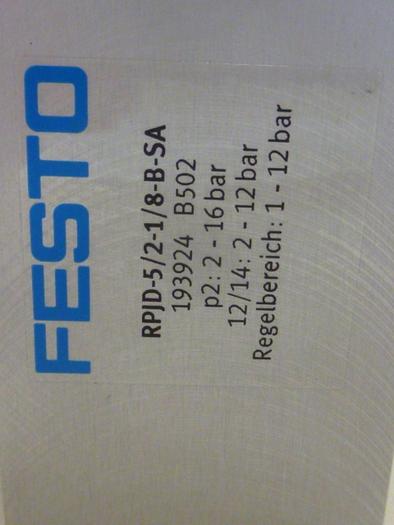 FESTO
RPJD-5/2-1/8-B-SA
193924 B502
p2: 2 - 16 bar
12/14: 2 - 12 bar
Regelbereich: 1 - 12 bar